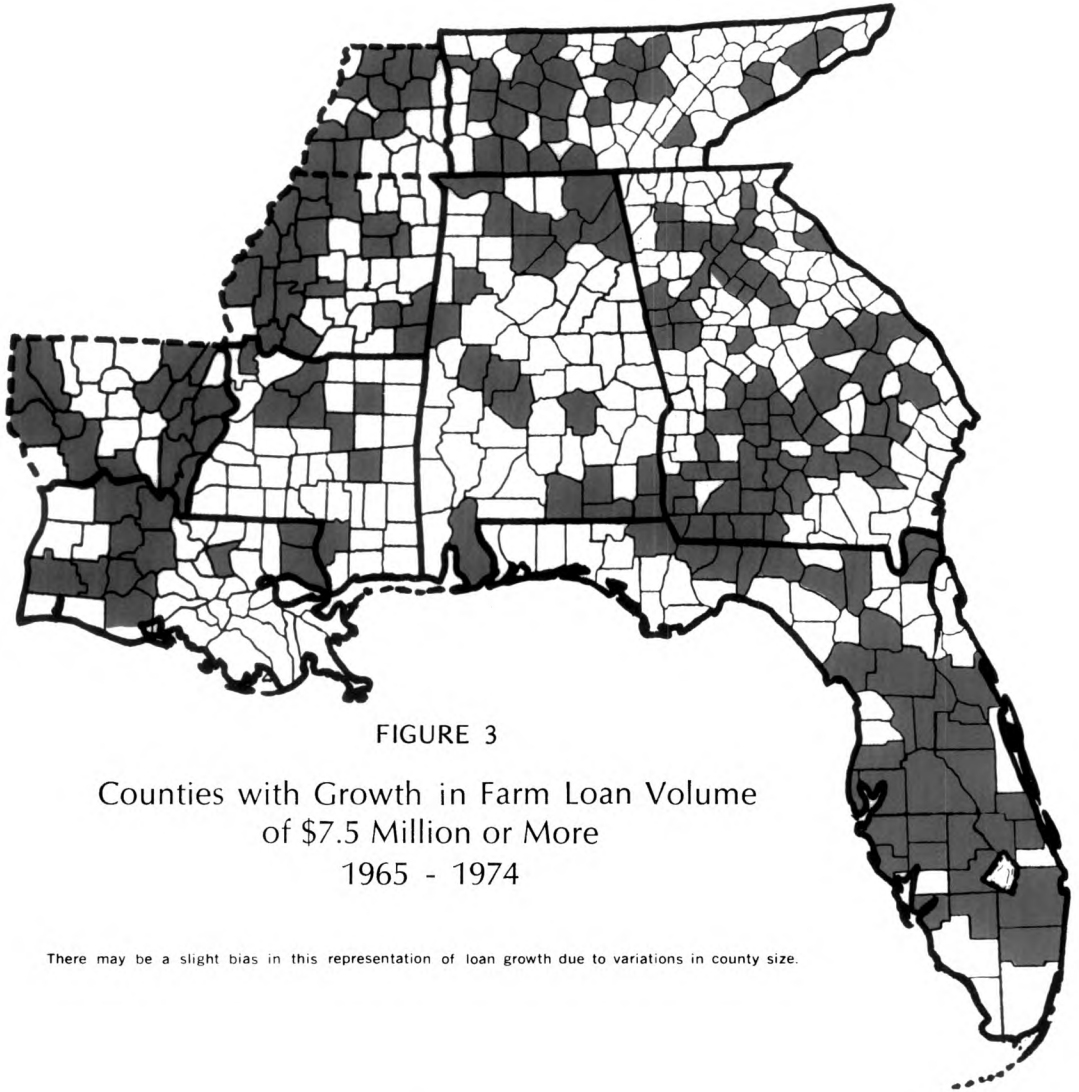 FIGURE 3
Counties with Growth in Farm Loan Volume
of $7.5 Million or More
1965 - 1974
There may be a slight bias in this representation of loan growth due to variations in county size.